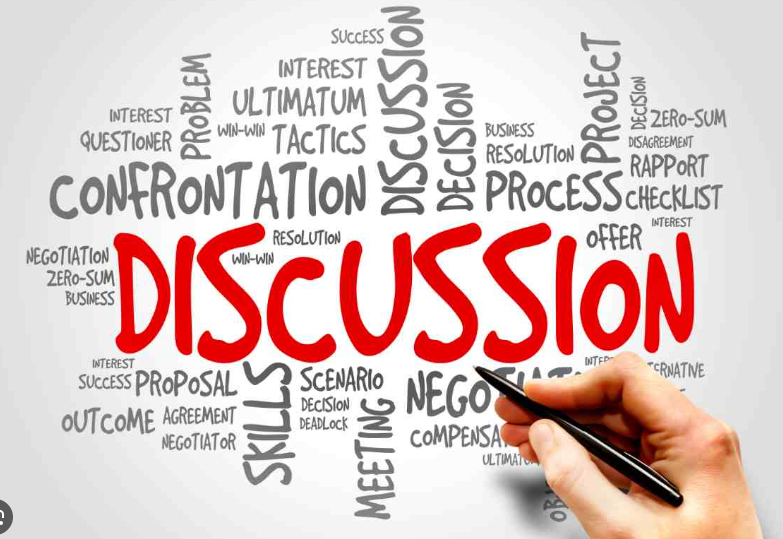 SUCCESS
DISCUSSION
INTEREST
PROBLEM
ULTIMATUM
PROJECT
DECISION
DECISION
INTEREST
ZERO-SUM
WIN-WIN
TACTICS
BUSINESS
QUESTIONER
DISAGREEMENT
RESOLUTION
RAPPORT
CONFRONTATION
PROCESS
CHECKLIST
INTEREST
RESOLUTION
OFFER
NEGOTIATION
WIN-WIN
ZERO-SUM
BUSINESS
DISCUSSION
INTEREST
SUCCESS
PROPOSAL
SKILLS
SCENARIO
NEGOTIAT
DECISION
OUTCOME
AGREEMENT
DEADLOCK
NEGOTIATOR
MEETING
COMPENSA
ULTIMATU